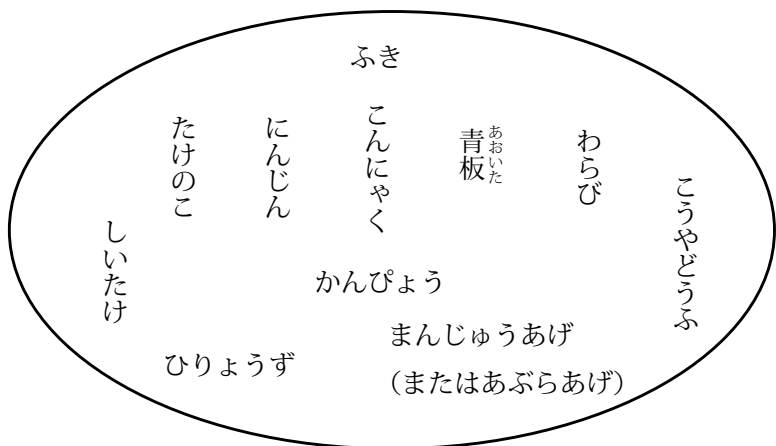 ふき
こうやどうふ
わらび
青板
あおいた
こんにゃく
にんじん
たけのこ
しいたけ
かんぴょう
まんじゅうあげ
（またはあぶらあげ）
ひりょうず